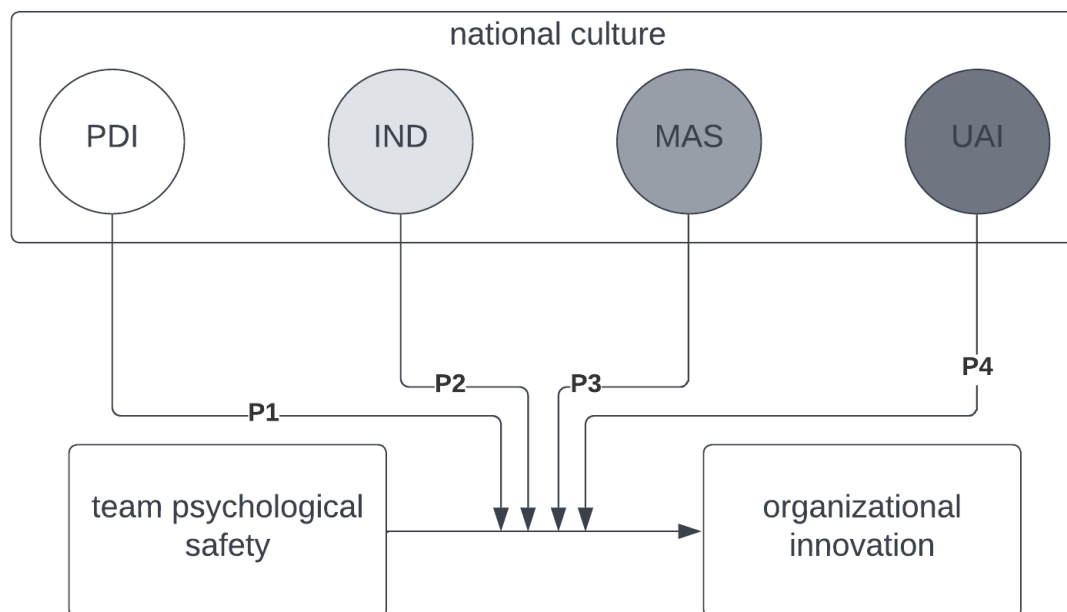 national culture
PDI
IND
MAS
UAI
P4
P2
P3
P1
team psychological
safety
organizational
innovation